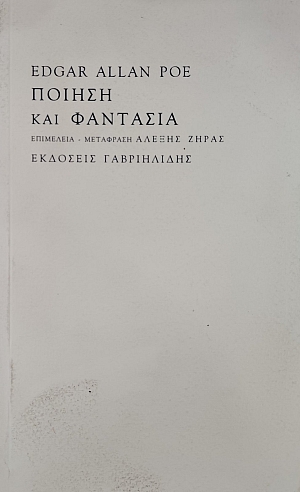 EDGAR ALLAN POE
ΠΟΙΗΣΗ
ΚΑΙ ΦΑΝΤΑΣΙΑ
ΕΠΙΜΕΛΕΙΑ - ΜΕΤΑΦΡΑΣΗ ΑΛΕΞΗΣ ΖΗΡΑΣ
ΕΚΔΟΣΕΙΣ ΓΑΒΡΙΗΛΙΔΗΣ